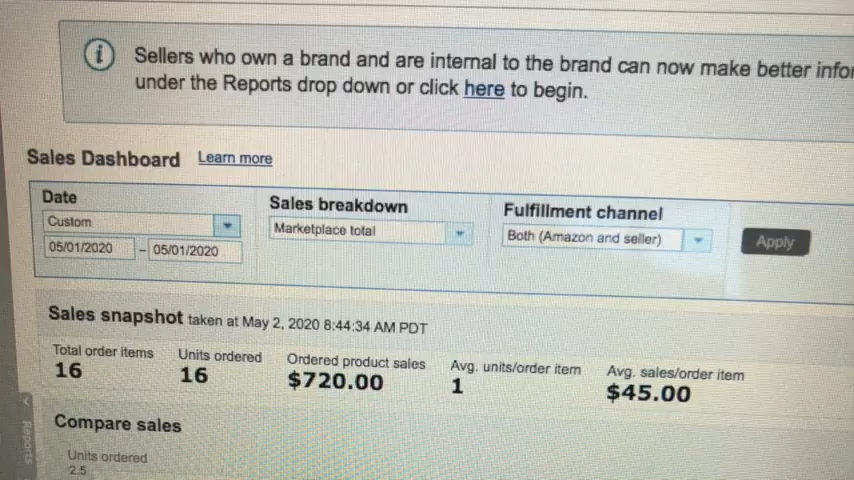 Sellers who own a brand and are internal to the brand can now make better
under the Reports drop down or click here to begin.
Sales Dashboard Learn more
Date
Custom
05/01/2020 – 05/01/2020
Sales breakdown
Marketplace total
Fulfillment channel
Both (Amazon and seller)
Apply
Sales snapshot taken at May 2, 2020 8:44:34 AM PDT
Total order items
16
Units ordered
16
Ordered product sales
$720.00
Avg. units/order item
1
Avg. sales/order item
$45.00
Compare sales
Units ordered
2.5
Reports